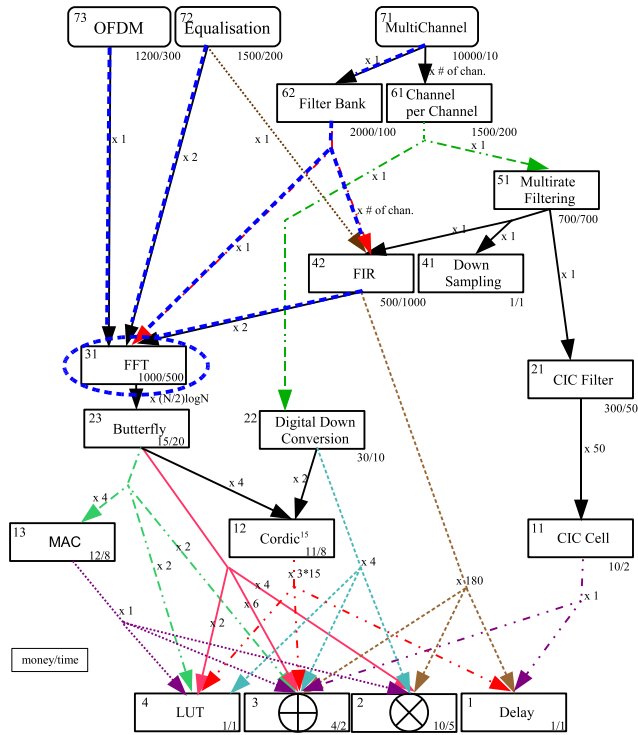 73
OFDM
1200/300
72
Equalisation
1500/200
71
MultiChannel
10000/10
x 1
x # of chan.
62
Filter Bank
2000/100
61
Channel
per Channel
1500/200
x 1
x 2
x 1
x 1
x 1
51
Multirate
Filtering
700/700
x # of chan.
x 1
x 1
x 1
x 1
42
FIR
500/1000
41
Down
Sampling
1/1
x 2
31
FFT
1000/500
x (N/2)logN
21
CIC Filter
300/50
23
Butterfly
15/20
22
Digital Down
Conversion
30/10
x 50
x 4
x 4
x 2
13
MAC
12/8
12
Cordic15
11/8
11
CIC Cell
10/2
x 2
x 2
x 4
x 3*15
x 4
x 180
x 1
x 6
x 2
x 1
money/time
4
LUT
1/1
3
4/2
2
10/5
1
Delay
1/1